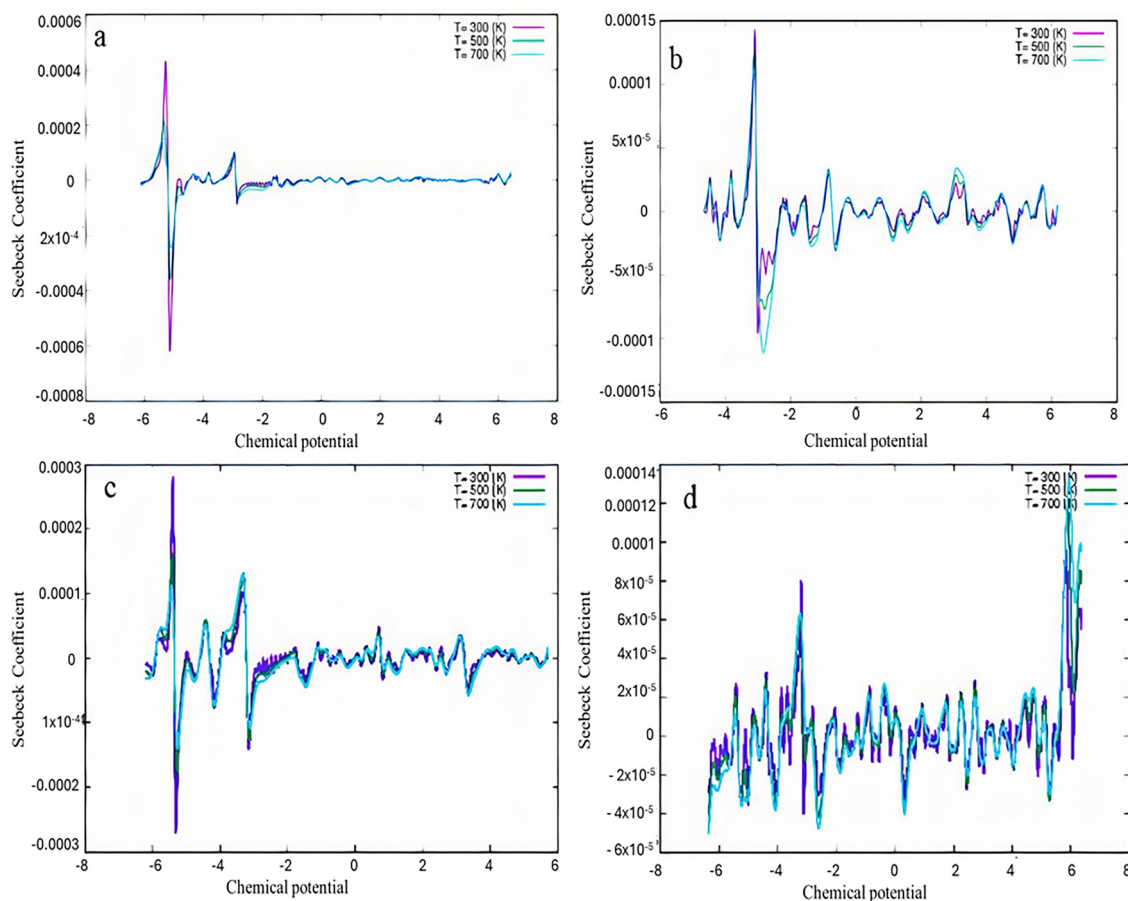 a
T= 300 (K)
T= 500 (K)
T= 700 (K)
0.0006
0.0004
0.0002
0
2x10⁻⁴
-0.0004
-0.0006
-0.0008
Seebeck Coefficient
-8 -6 -4 -2 0 2 4 6 8
Chemical potential
b
T= 300 (K)
T= 500 (K)
T= 700 (K)
0.00015
0.0001
5x10⁻⁵
0
-5x10⁻⁵
-0.0001
-0.00015
Seebeck Coefficient
-6 -4 -2 0 2 4 6 8
Chemical potential
c
T= 300 (K)
T= 500 (K)
T= 700 (K)
0.0003
0.0002
0.0001
0
-0.0002
-0.0003
Seebeck Coefficient
-8 -6 -4 -2 0 2 4 6
Chemical potential
d
T= 300 (K)
T= 500 (K)
T= 700 (K)
0.00014
0.00012
0.0001
8x10⁻⁵
6x10⁻⁵
4x10⁻⁵
2x10⁻⁵
0
-2x10⁻⁵
-4x10⁻⁵
-6x10⁻⁵
Seebeck Coefficient
-8 -6 -4 -2 0 2 4 6 8
Chemical potential